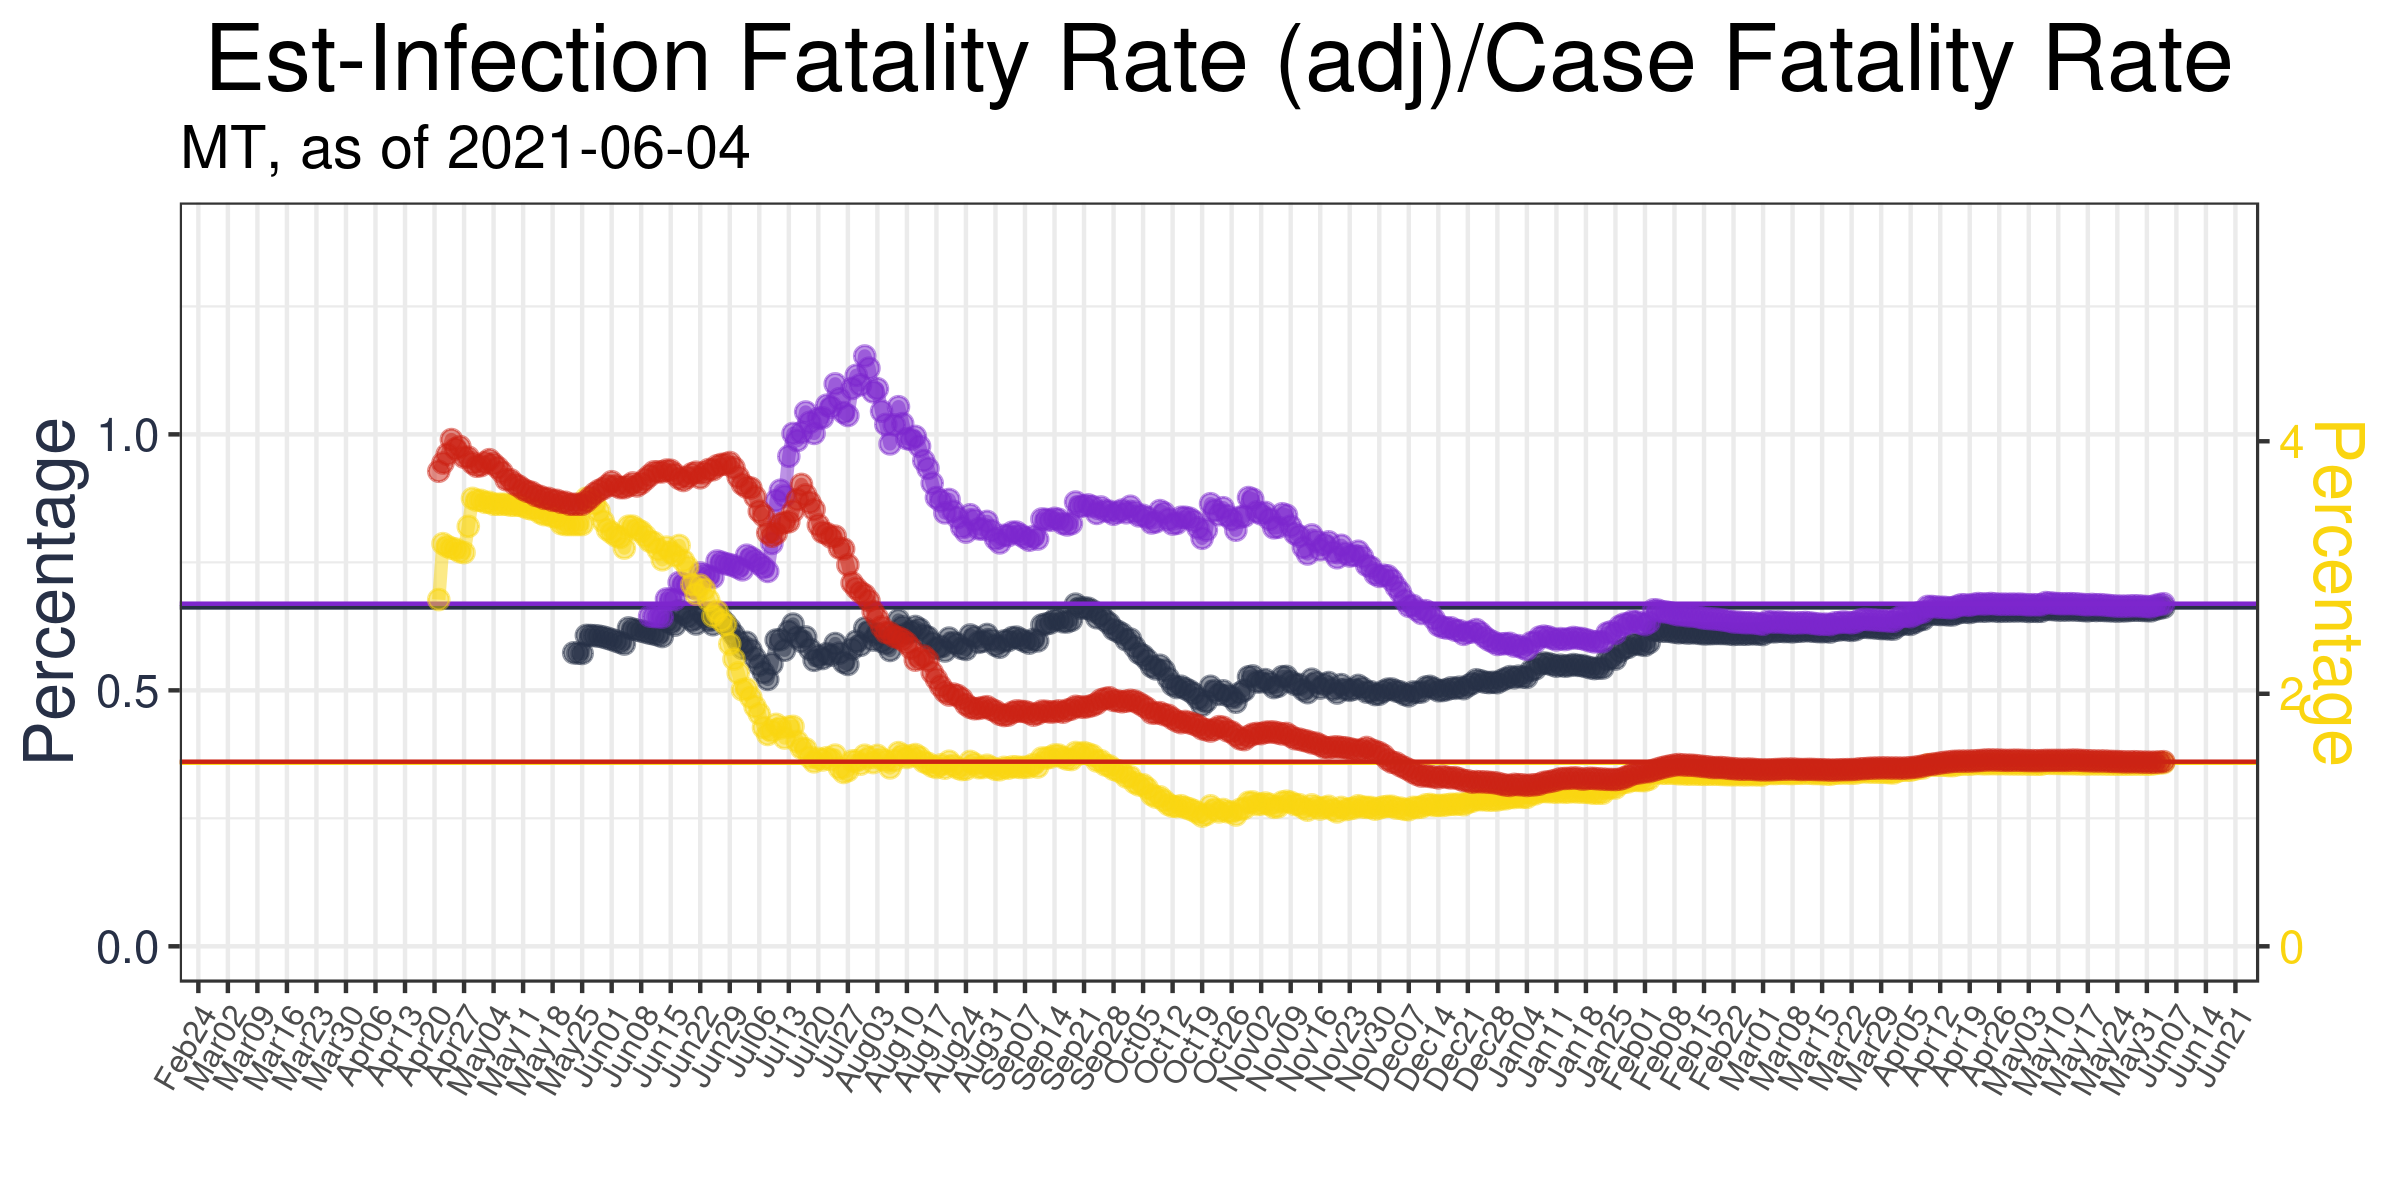 Est-Infection Fatality Rate (adj)/Case Fatality Rate
MT, as of 2021-06-04
Percentage
1.0
0.5
0.0
Percentage
4
2
0
Feb24
Mar02
Mar09
Mar16
Mar23
Mar30
Apr06
Apr13
Apr20
Apr27
May04
May11
May18
May25
Jun01
Jun08
Jun15
Jun22
Jun29
Jul06
Jul13
Jul20
Jul27
Aug03
Aug10
Aug17
Aug24
Aug31
Sep07
Sep14
Sep21
Sep28
Oct05
Oct12
Oct19
Oct26
Nov02
Nov09
Nov16
Nov23
Nov30
Dec07
Dec14
Dec21
Dec28
Jan04
Jan11
Jan18
Jan25
Feb01
Feb08
Feb15
Feb22
Mar01
Mar08
Mar15
Mar22
Mar29
Apr05
Apr12
Apr19
Apr26
May03
May10
May17
May24
May31
Jun07
Jun14
Jun21